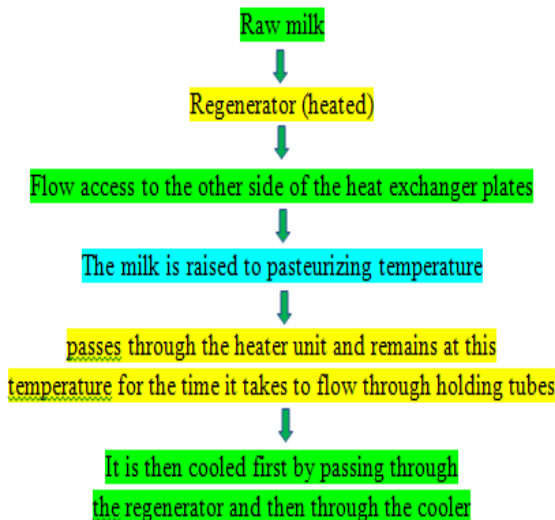 Raw milk
Regenerator (heated)
Flow access to the other side of the heat exchanger plates
The milk is raised to pasteurizing temperature
passes through the heater unit and remains at this
temperature for the time it takes to flow through holding tubes
It is then cooled first by passing through
the regenerator and then through the cooler